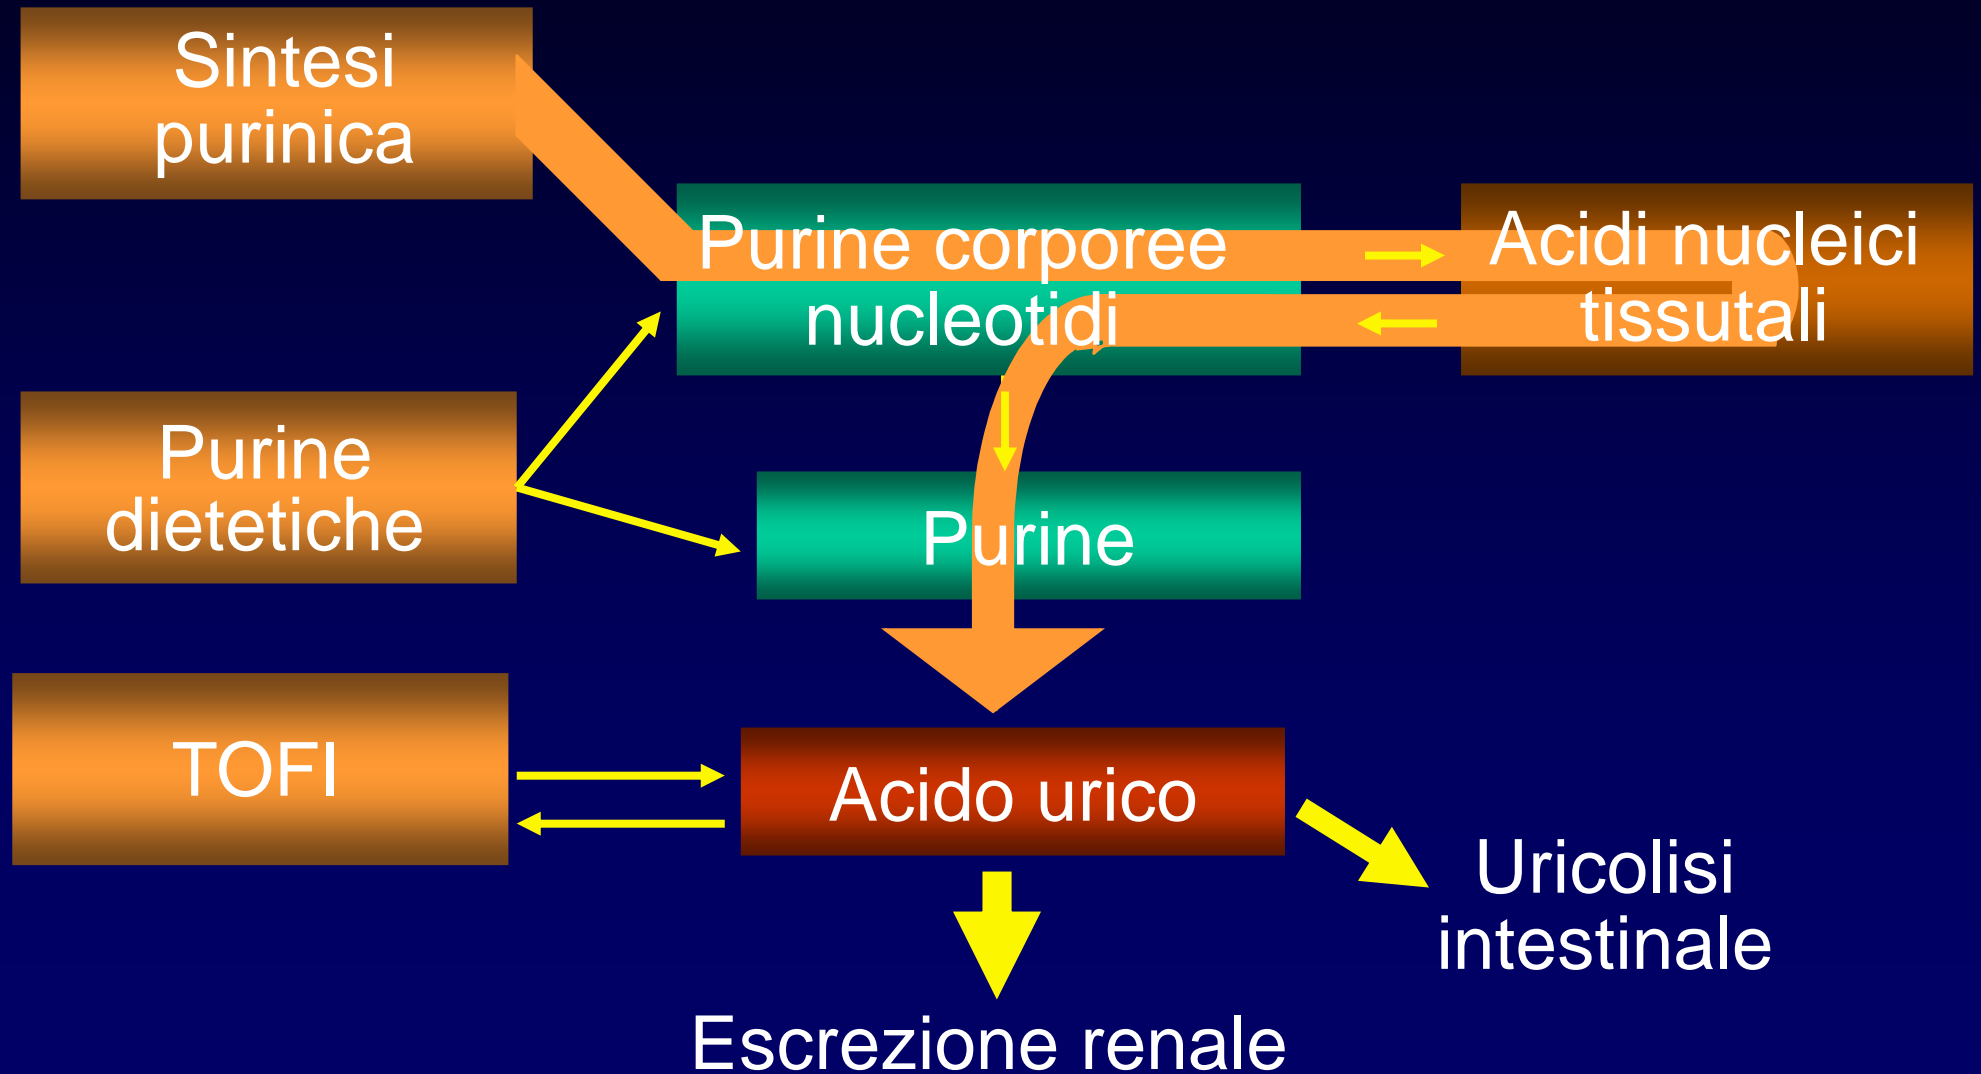 Sintesi
purinica
Purine corporee
nucleotidi
Acidi nucleici
tissutali
Purine
dietetiche
Purine
TOFI
Acido urico
Uricolisi
intestinale
Escrezione renale